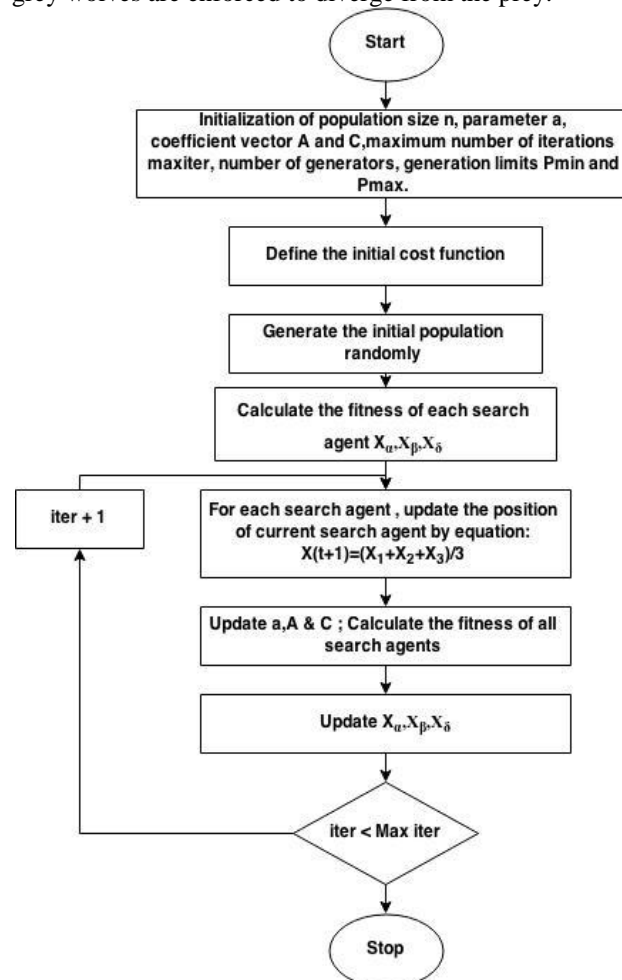 grey wolves are enforced to diverge from the prey.
Start
Initialization of population size n, parameter a,
coefficient vector A and C,maximum number of iterations
maxiter, number of generators, generation limits Pmin and
Pmax.
Define the initial cost function
Generate the initial population
randomly
Calculate the fitness of each search
agent Xα,Xβ,Xδ
iter + 1
For each search agent , update the position
of current search agent by equation:
X(t+1)=(X1+X2+X3)/3
Update a,A & C ; Calculate the fitness of all
search agents
Update Xα,Xβ,Xδ
iter < Max iter
Stop